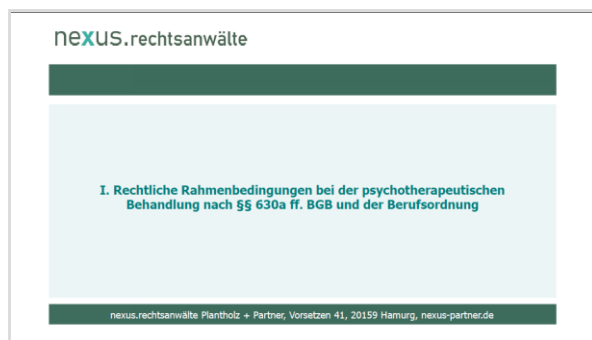 nexus.rechtsanwälte
I. Rechtliche Rahmenbedingungen bei der psychotherapeutischen
Behandlung nach §§ 630a ff. BGB und der Berufsordnung
nexus.rechtsanwälte Plantholz + Partner, Vorsetzen 41, 20159 Hamurg, nexus-partner.de